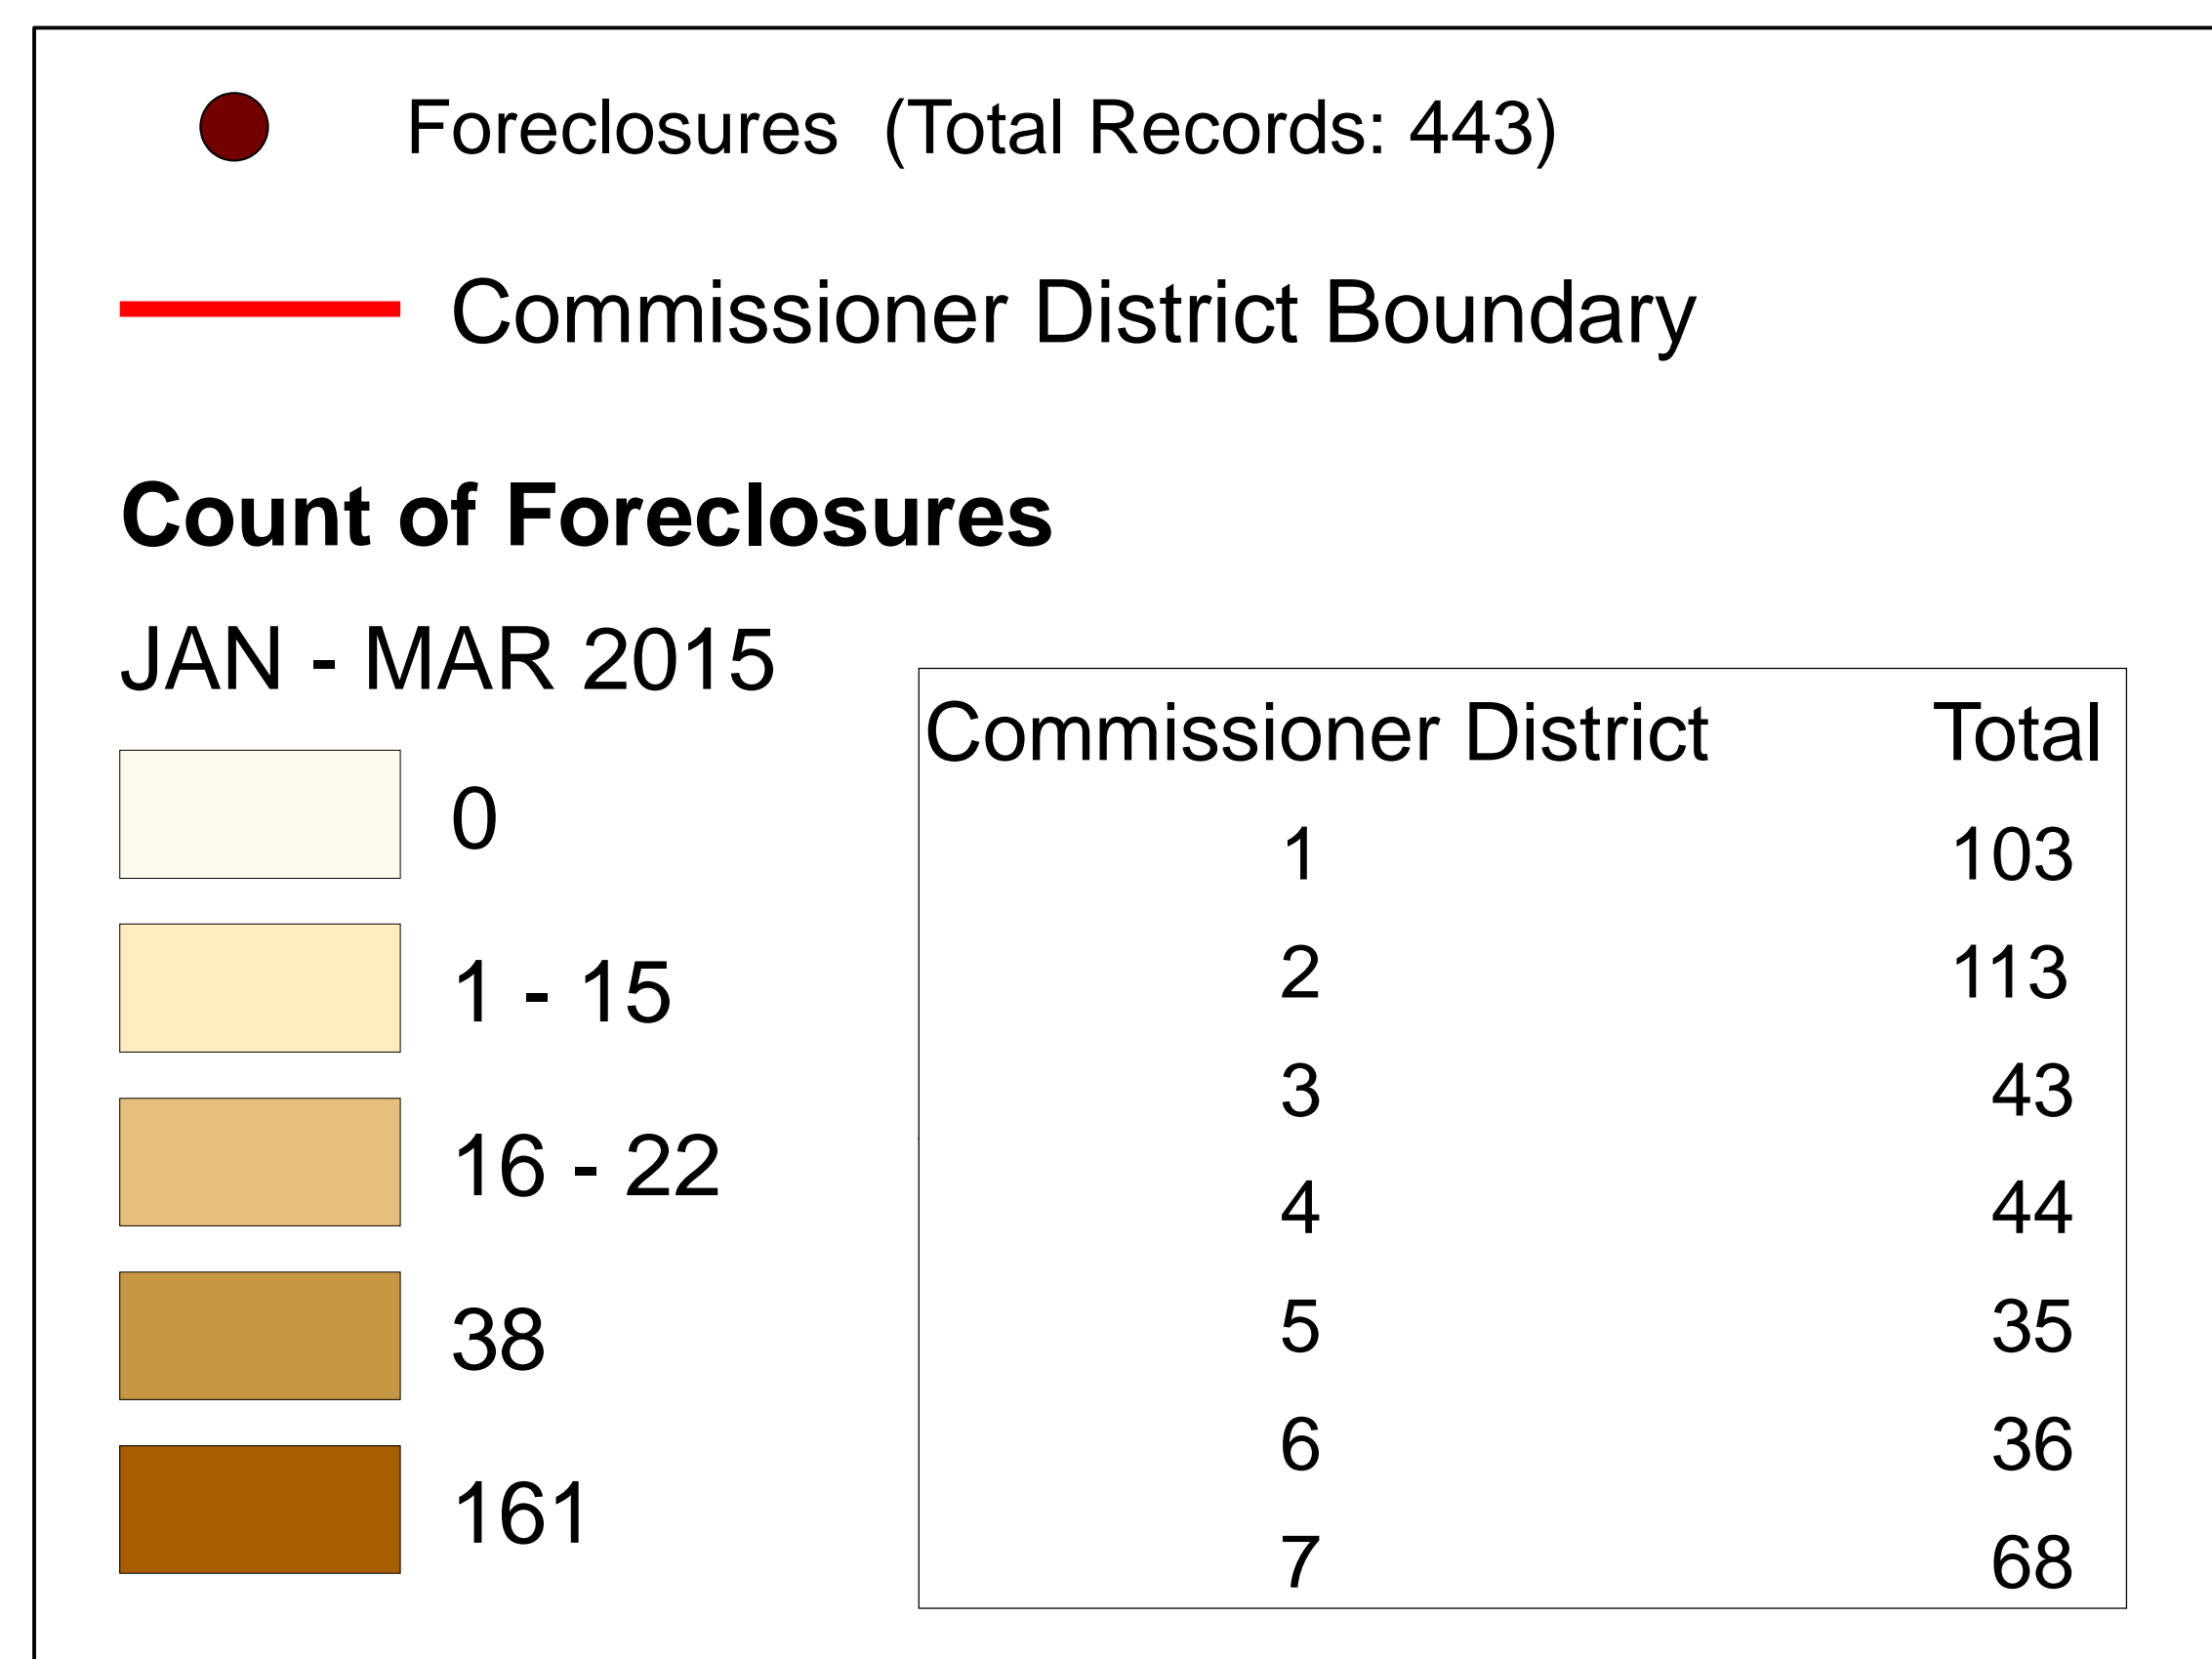 Foreclosures (Total Records: 443)
Commissioner District Boundary
Count of Foreclosures
JAN - MAR 2015
0
1 - 15
16 - 22
38
161
Commissioner District Total
1 103
2 113
3 43
4 44
5 35
6 36
7 68